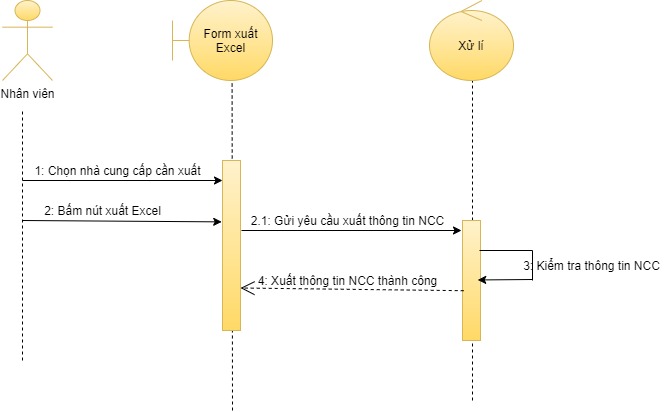 Form xuất
Excel
Xử lí
Nhân viên
1: Chọn nhà cung cấp cần xuất
2: Bấm nút xuất Excel
2.1: Gửi yêu cầu xuất thông tin NCC
3: Kiểm tra thông tin NCC
4: Xuất thông tin NCC thành công